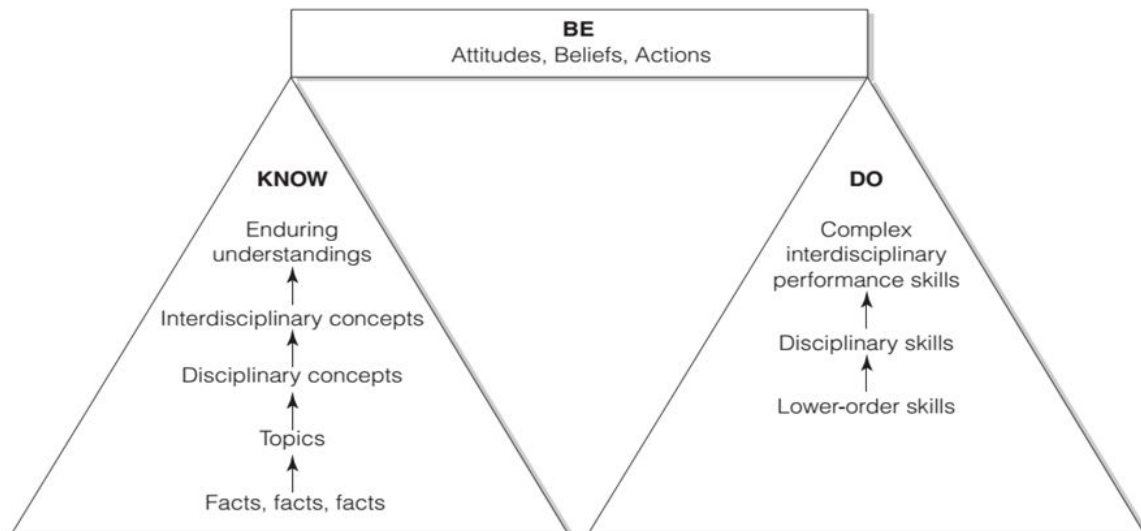 BE
Attitudes, Beliefs, Actions
KNOW
Enduring
understandings
Interdisciplinary concepts
Disciplinary concepts
Topics
Facts, facts, facts
DO
Complex
interdisciplinary
performance skills
Disciplinary skills
Lower-order skills